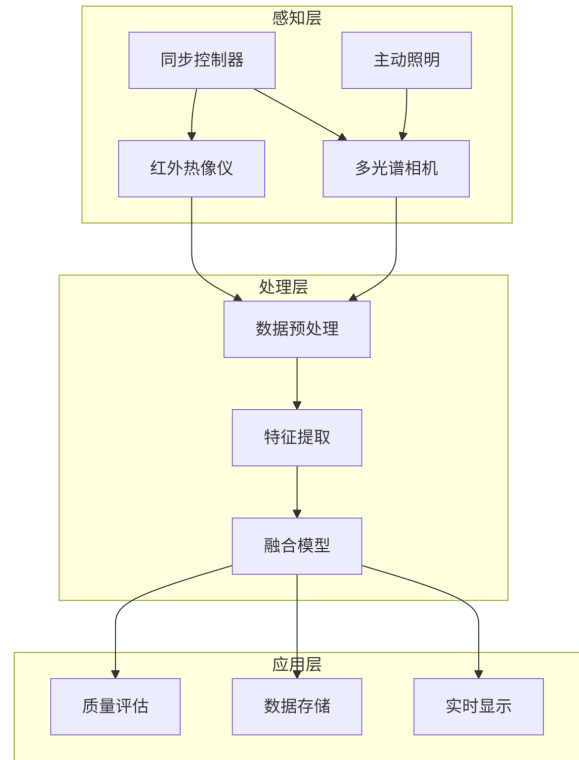 感知层
同步控制器
主动照明
红外热像仪
多光谱相机
处理层
数据预处理
特征提取
融合模型
应用层
质量评估
数据存储
实时显示